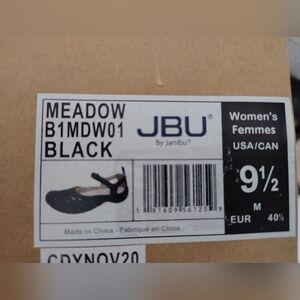 MEADOW
B1MDW01
BLACK
JBU®
By Jambu®
Women's
Femmes
USA/CAN
9½
M
EUR 40½
Made in China - Fabriqué en Chine
CDYNOV20